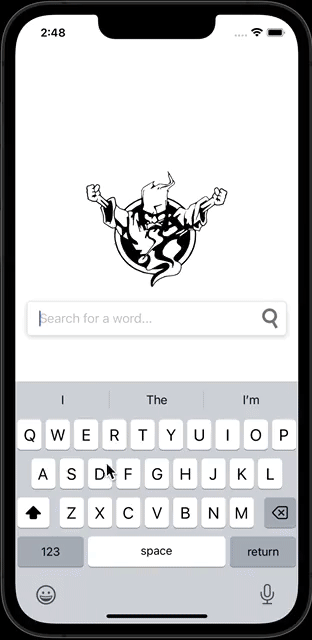 2:48
Search for a word...
I The I'm
Q W E R T Y U I O P
A S D F G H J K L
Z X C V B N M
123 space return